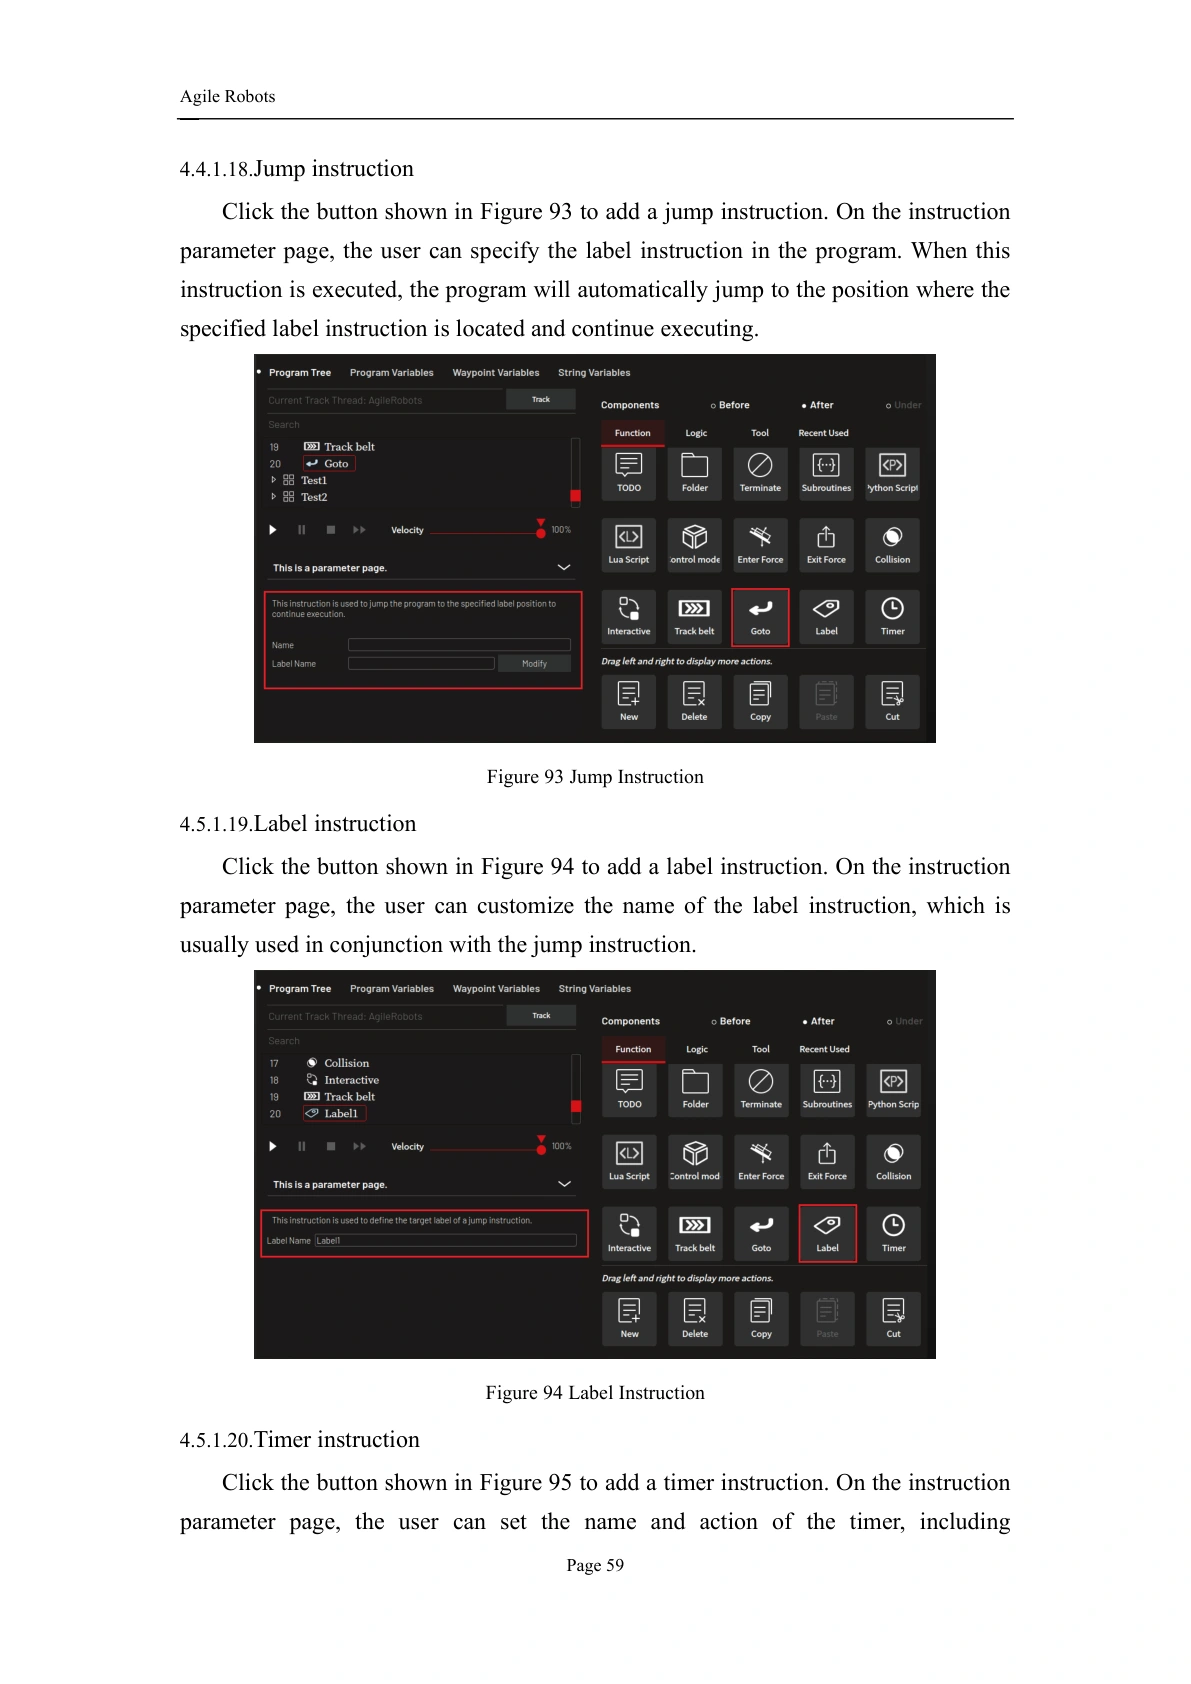 Agile Robots
4.4.1.18.Jump instruction
Click the button shown in Figure 93 to add a jump instruction. On the instruction
parameter page, the user can specify the label instruction in the program. When this
instruction is executed, the program will automatically jump to the position where the
specified label instruction is located and continue executing.
Program Tree Program Variables Waypoint Variables String Variables
Current Track Thread: AgileRobots Track
Components Before After Under
Search
Function Logic Tool Recent Used
19 Track belt
20 Goto
Test1
Test2
TODO Folder Terminate Subroutines ython Script
Velocity 100%
Lua Script ontrol mode Enter Force Exit Force Collision
This is a parameter page.
This instruction is used to jump the program to the specified label position to
continue execution.
Interactive Track belt Goto Label Timer
Name
Label Name Modify
Drag left and right to display more actions.
New Delete Copy Paste Cut
Figure 93 Jump Instruction
4.5.1.19.Label instruction
Click the button shown in Figure 94 to add a label instruction. On the instruction
parameter page, the user can customize the name of the label instruction, which is
usually used in conjunction with the jump instruction.
Program Tree Program Variables Waypoint Variables String Variables
Current Track Thread: AgileRobots Track
Components Before After Under
Search
Function Logic Tool Recent Used
17 Collision
18 Interactive
19 Track belt
20 Label1
TODO Folder Terminate Subroutines Python Scrip
Velocity 100%
Lua Script Control mod Enter Force Exit Force Collision
This is a parameter page.
This instruction is used to define the target label of a jump instruction.
Label Name Label1
Interactive Track belt Goto Label Timer
Drag left and right to display more actions.
New Delete Copy Paste Cut
Figure 94 Label Instruction
4.5.1.20.Timer instruction
Click the button shown in Figure 95 to add a timer instruction. On the instruction
parameter page, the user can set the name and action of the timer, including
Page 59